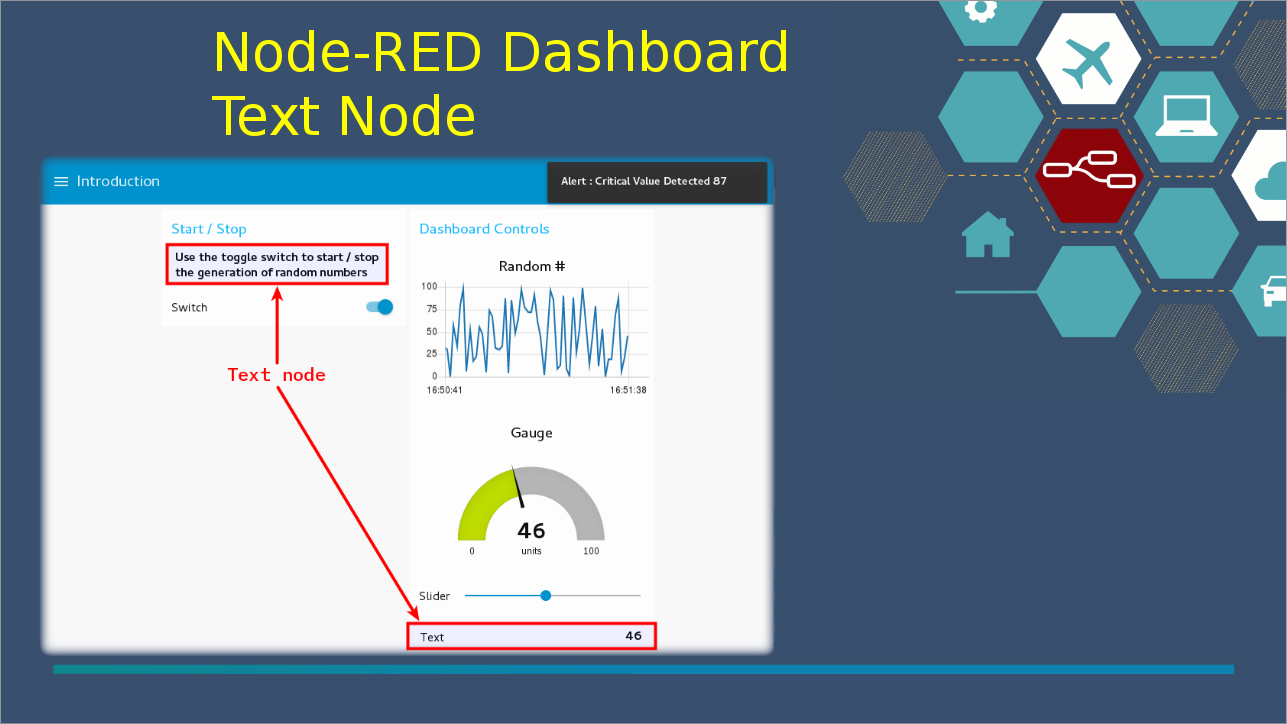 Node-RED Dashboard
Text Node
Introduction
Alert : Critical Value Detected 87
Start / Stop
Use the toggle switch to start / stop
the generation of random numbers
Switch
Text node
Dashboard Controls
Random #
100
75
50
25
0
16:50:41 16:51:38
Gauge
46
0 units 100
Slider
Text 46